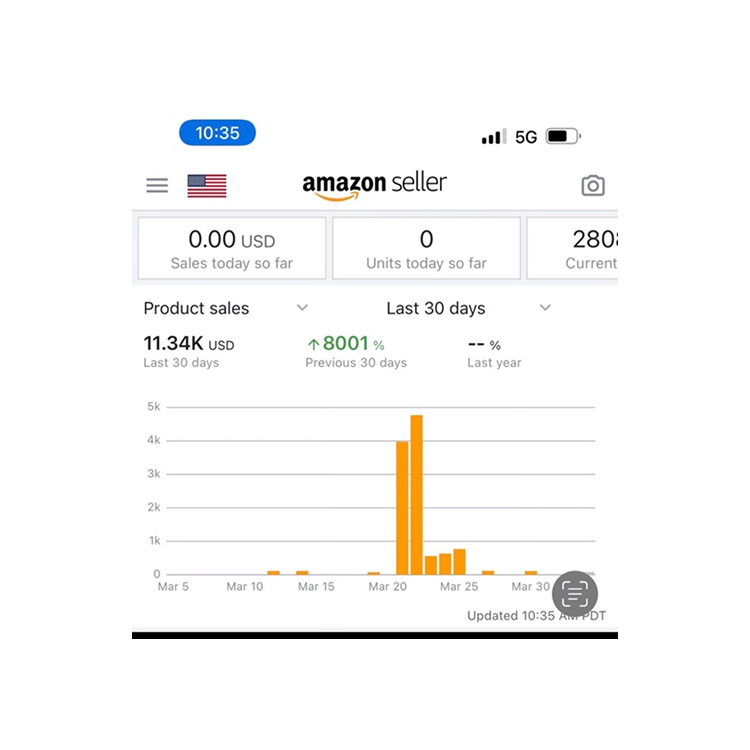 10:35
5G
amazon seller
0.00 USD
Sales today so far
0
Units today so far
Current
Product sales
Last 30 days
11.34K USD
Last 30 days
↑8001 %
Previous 30 days
-- %
Last year
5k
4k
3k
2k
1k
0
Mar 5
Mar 10
Mar 15
Mar 20
Mar 25
Mar 30
Updated 10:35 AM PDT